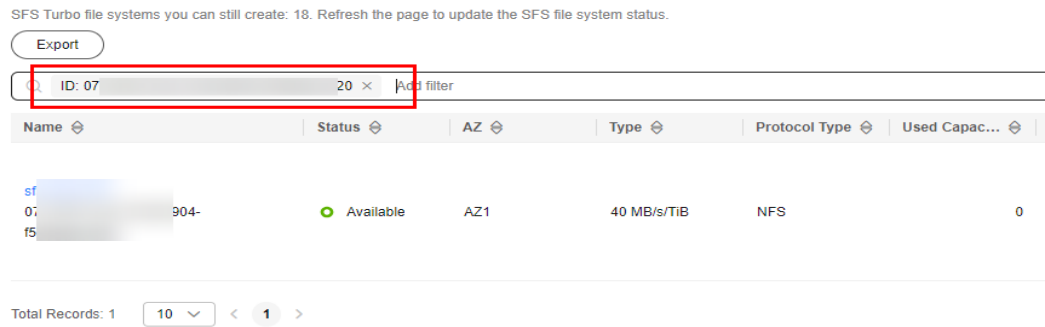 SFS Turbo file systems you can still create: 18. Refresh the page to update the SFS file system status.
Export
ID: 07 20 × Add filter
Name Status AZ Type Protocol Type Used Capac...
sf
07 904-
f5
Available AZ1 40 MB/s/TiB NFS 0
Total Records: 1 10 < 1 >